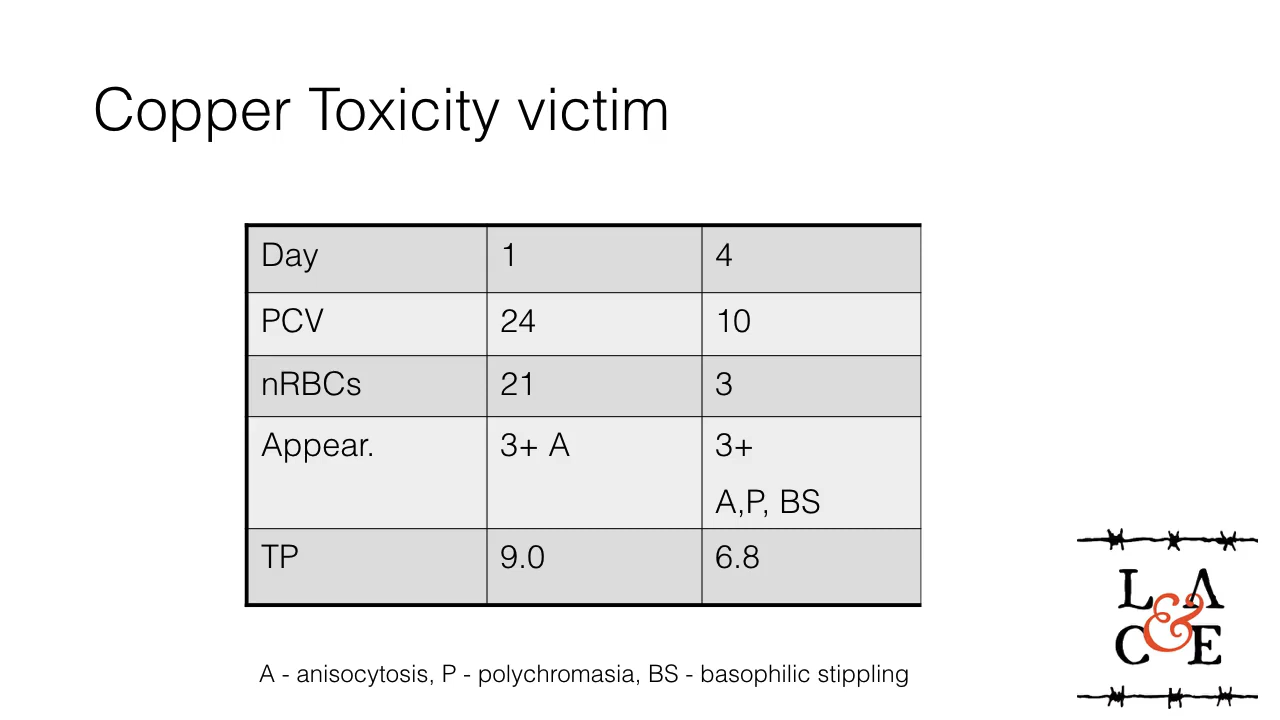 Copper Toxicity victim
Day 1 4
PCV 24 10
nRBCs 21 3
Appear. 3+ A 3+
A,P, BS
TP 9.0 6.8
A - anisocytosis, P - polychromasia, BS - basophilic stippling
L A
&
C E